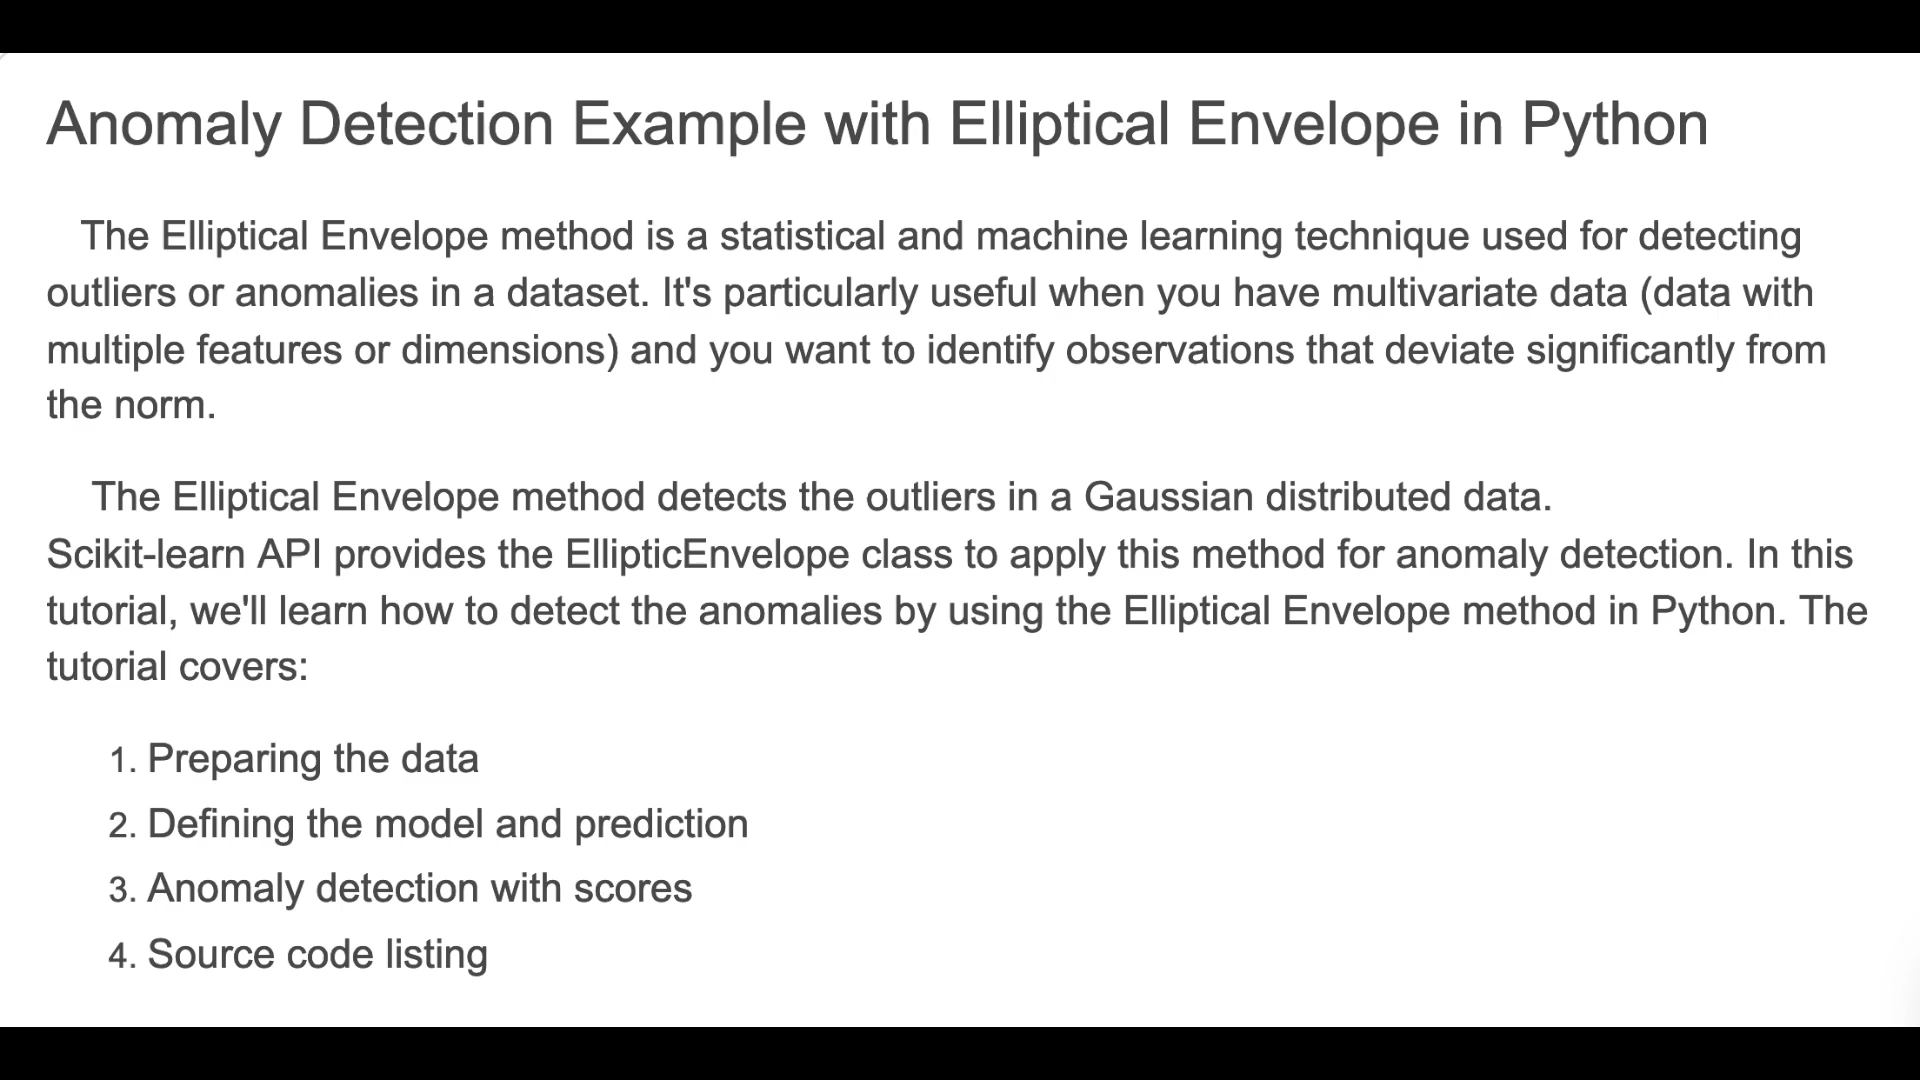 Anomaly Detection Example with Elliptical Envelope in Python
The Elliptical Envelope method is a statistical and machine learning technique used for detecting
outliers or anomalies in a dataset. It's particularly useful when you have multivariate data (data with
multiple features or dimensions) and you want to identify observations that deviate significantly from
the norm.
The Elliptical Envelope method detects the outliers in a Gaussian distributed data.
Scikit-learn API provides the EllipticEnvelope class to apply this method for anomaly detection. In this
tutorial, we'll learn how to detect the anomalies by using the Elliptical Envelope method in Python. The
tutorial covers:
1. Preparing the data
2. Defining the model and prediction
3. Anomaly detection with scores
4. Source code listing